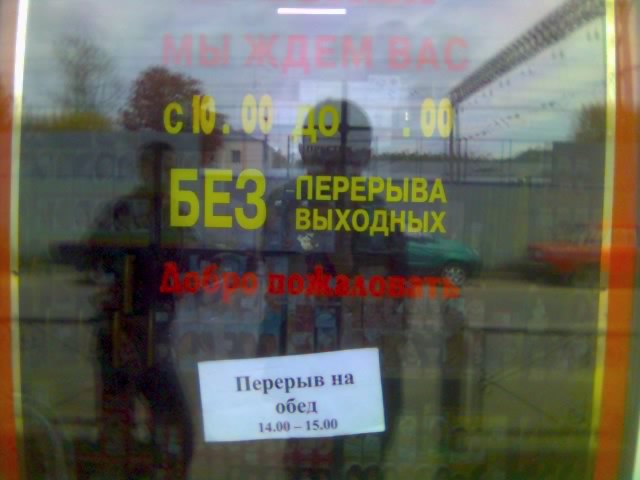 МЫ ЖДЕМ ВАС
С 10.00 ДО :00
БЕЗ ПЕРЕРЫВА
ВЫХОДНЫХ
Добро пожаловать
Перерыв на
обед
14.00 – 15.00